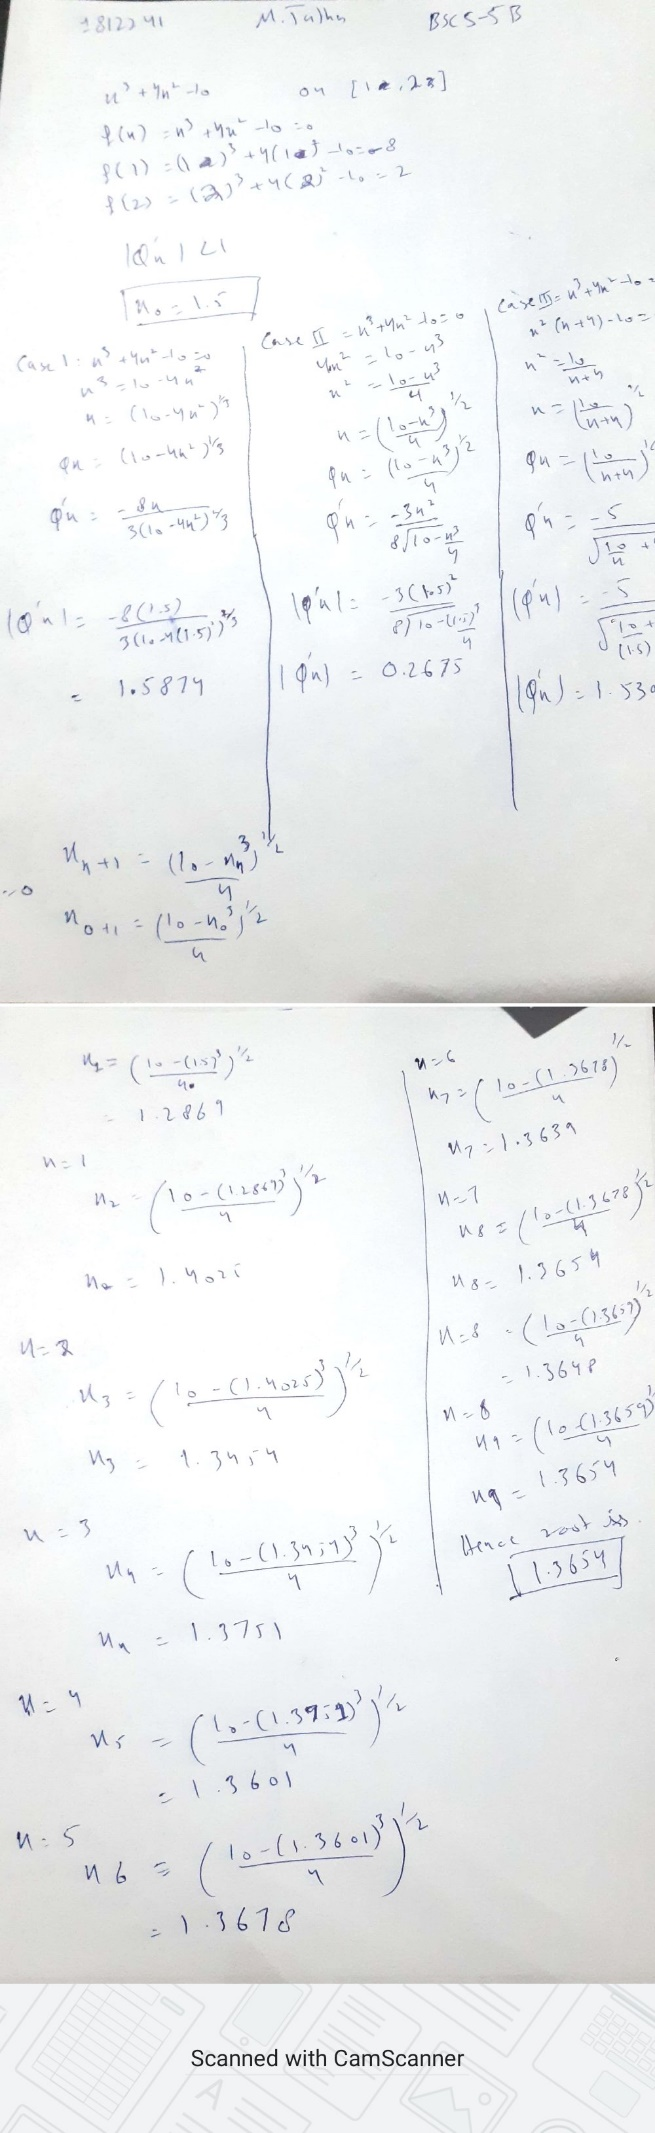 1812241 M. Talha BSCS-5B
x³ + 4x² - 10 on [1, 2]
f(x) = x³ + 4x² - 10 = 0
f(1) = (1)³ + 4(1)² - 10 = -8
f(2) = (2)³ + 4(2)² - 10 = 2
|Q'x| < 1
x₀ = 1.5
Case 1: x³ + 4x² - 10 = 0
x³ = 10 - 4x²
x = (10 - 4x²)^1/3
Qx = (10 - 4x²)^1/3
Q'x = -8x / 3(10 - 4x²)^2/3
|Q'x| = -8(1.5) / 3(10 - 4(1.5)²)^2/3
= 1.5874
Case II = x³ + 4x² - 10 = 0
4x² = 10 - x³
x² = 10 - x³ / 4
x = (10 - x³ / 4)^1/2
Qx = (10 - x³ / 4)^1/2
Q'x = -3x² / 8√10 - x³ / 4
|Q'x| = -3(1.5)² / 8√10 - (1.5)³ / 4
|Q'x| = 0.2675
Case III = x³ + 4x² - 10 =
x² (x + 4) - 10 =
x² = 10 / x + 4
x = (10 / x + 4)^1/2
Qx = (10 / x + 4)
Q'x = -5
|Q'x| = -5
|Q'x| = 1.530
xₙ₊₁ = (10 - xₙ³ / 4)^1/2
x₀₊₁ = (10 - x₀³ / 4)^1/2
x₁ = (10 - (1.5)³ / 4)^1/2
= 1.2869
n = 1
x₂ = (10 - (1.2869)³ / 4)^1/2
x₂ = 1.4025
n = 2
x₃ = (10 - (1.4025)³ / 4)^1/2
x₃ = 1.3454
n = 3
x₄ = (10 - (1.3454)³ / 4)^1/2
x₄ = 1.3751
n = 4
x₅ = (10 - ( )³ / 4)^1/2
= 1.3601
n = 5
x₆ = (10 - (1.3601)³ / 4)^1/2
= 1.3678
n = 6
x₇ = (10 - (1.3678) / 4)^1/2
x₇ = 1.3639
n = 7
x₈ = (10 - (1.3678 / 4)^1/2
x₈ = 1.3659
n = 8 = (10 - (1.3659) / 4)^1/2
= 1.3648
n = 8
x₉ = (10 - (1.3659) / 4)
x₉ = 1.3654
Hence root is
1.3654
Scanned with CamScanner